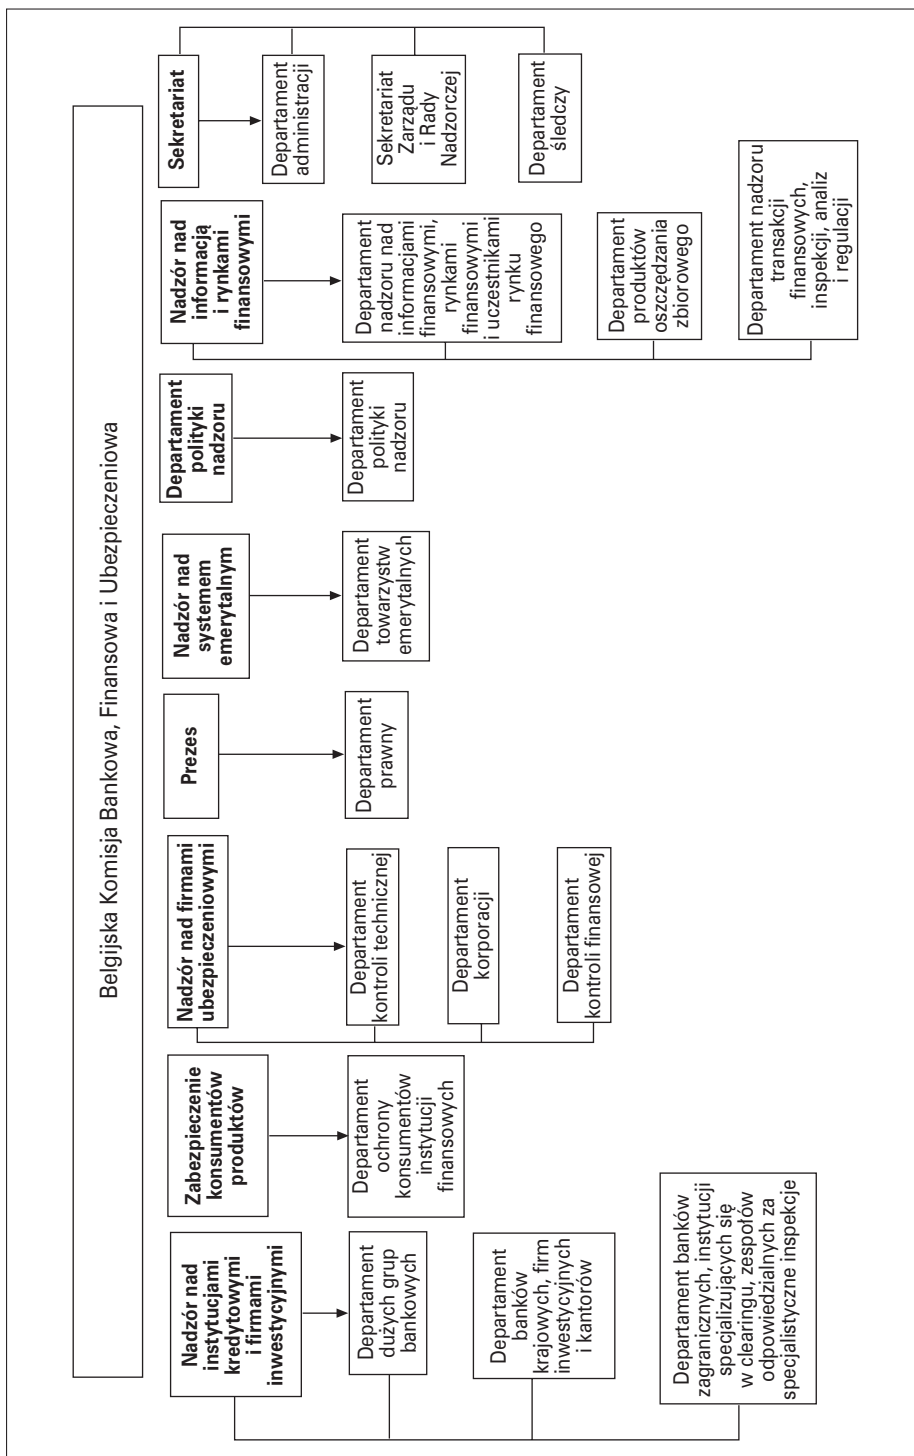 Belgijska Komisja Bankowa, Finansowa i Ubezpieczeniowa
Nadzór nad
instytucjami
kredytowymi
i firmami
inwestycyjnymi
Departament
dużych grup
bankowych
Departament
banków
krajowych, firm
inwestycyjnych
i kantorów
Departament banków
zagranicznych, instytucji
specjalizujących się
w clearingu, zespołów
odpowiedzialnych za
specjalistyczne inspekcje
Zabezpieczenie
konsumentów
produktów
Departament
ochrony
konsumentów
instytucji
finansowych
Nadzór nad firmami
ubezpieczeniowymi
Departament
kontroli technicznej
Departament
korporacji
Departament
kontroli finansowej
Prezes
Departament
prawny
Nadzór nad
systemem
emerytalnym
Departament
towarzystw
emerytalnych
Departament
polityki
nadzoru
Departament
polityki
nadzoru
Nadzór nad
informacją
i rynkami
finansowymi
Departament
nadzoru nad
informacjami
finansowymi,
rynkami
finansowymi
i uczestnikami
rynku
finansowego
Departament
produktów
oszczędzania
zbiorowego
Departament nadzoru
transakcji
finansowych,
inspekcji, analiz
i regulacji
Sekretariat
Departament
administracji
Sekretariat
Zarządu
i Rady
Nadzorczej
Departament
śledczy